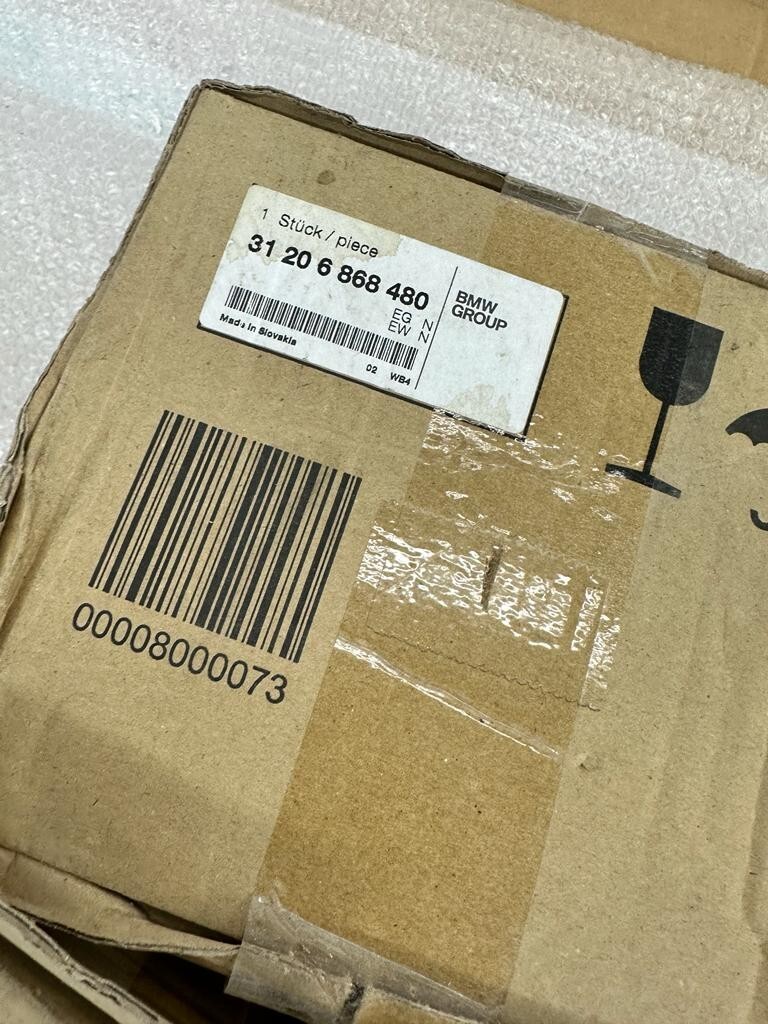 1 Stück / piece
31 20 6 868 480
EG N
EW N
Made in Slovakia
02 WB4
BMW
GROUP
00008000073